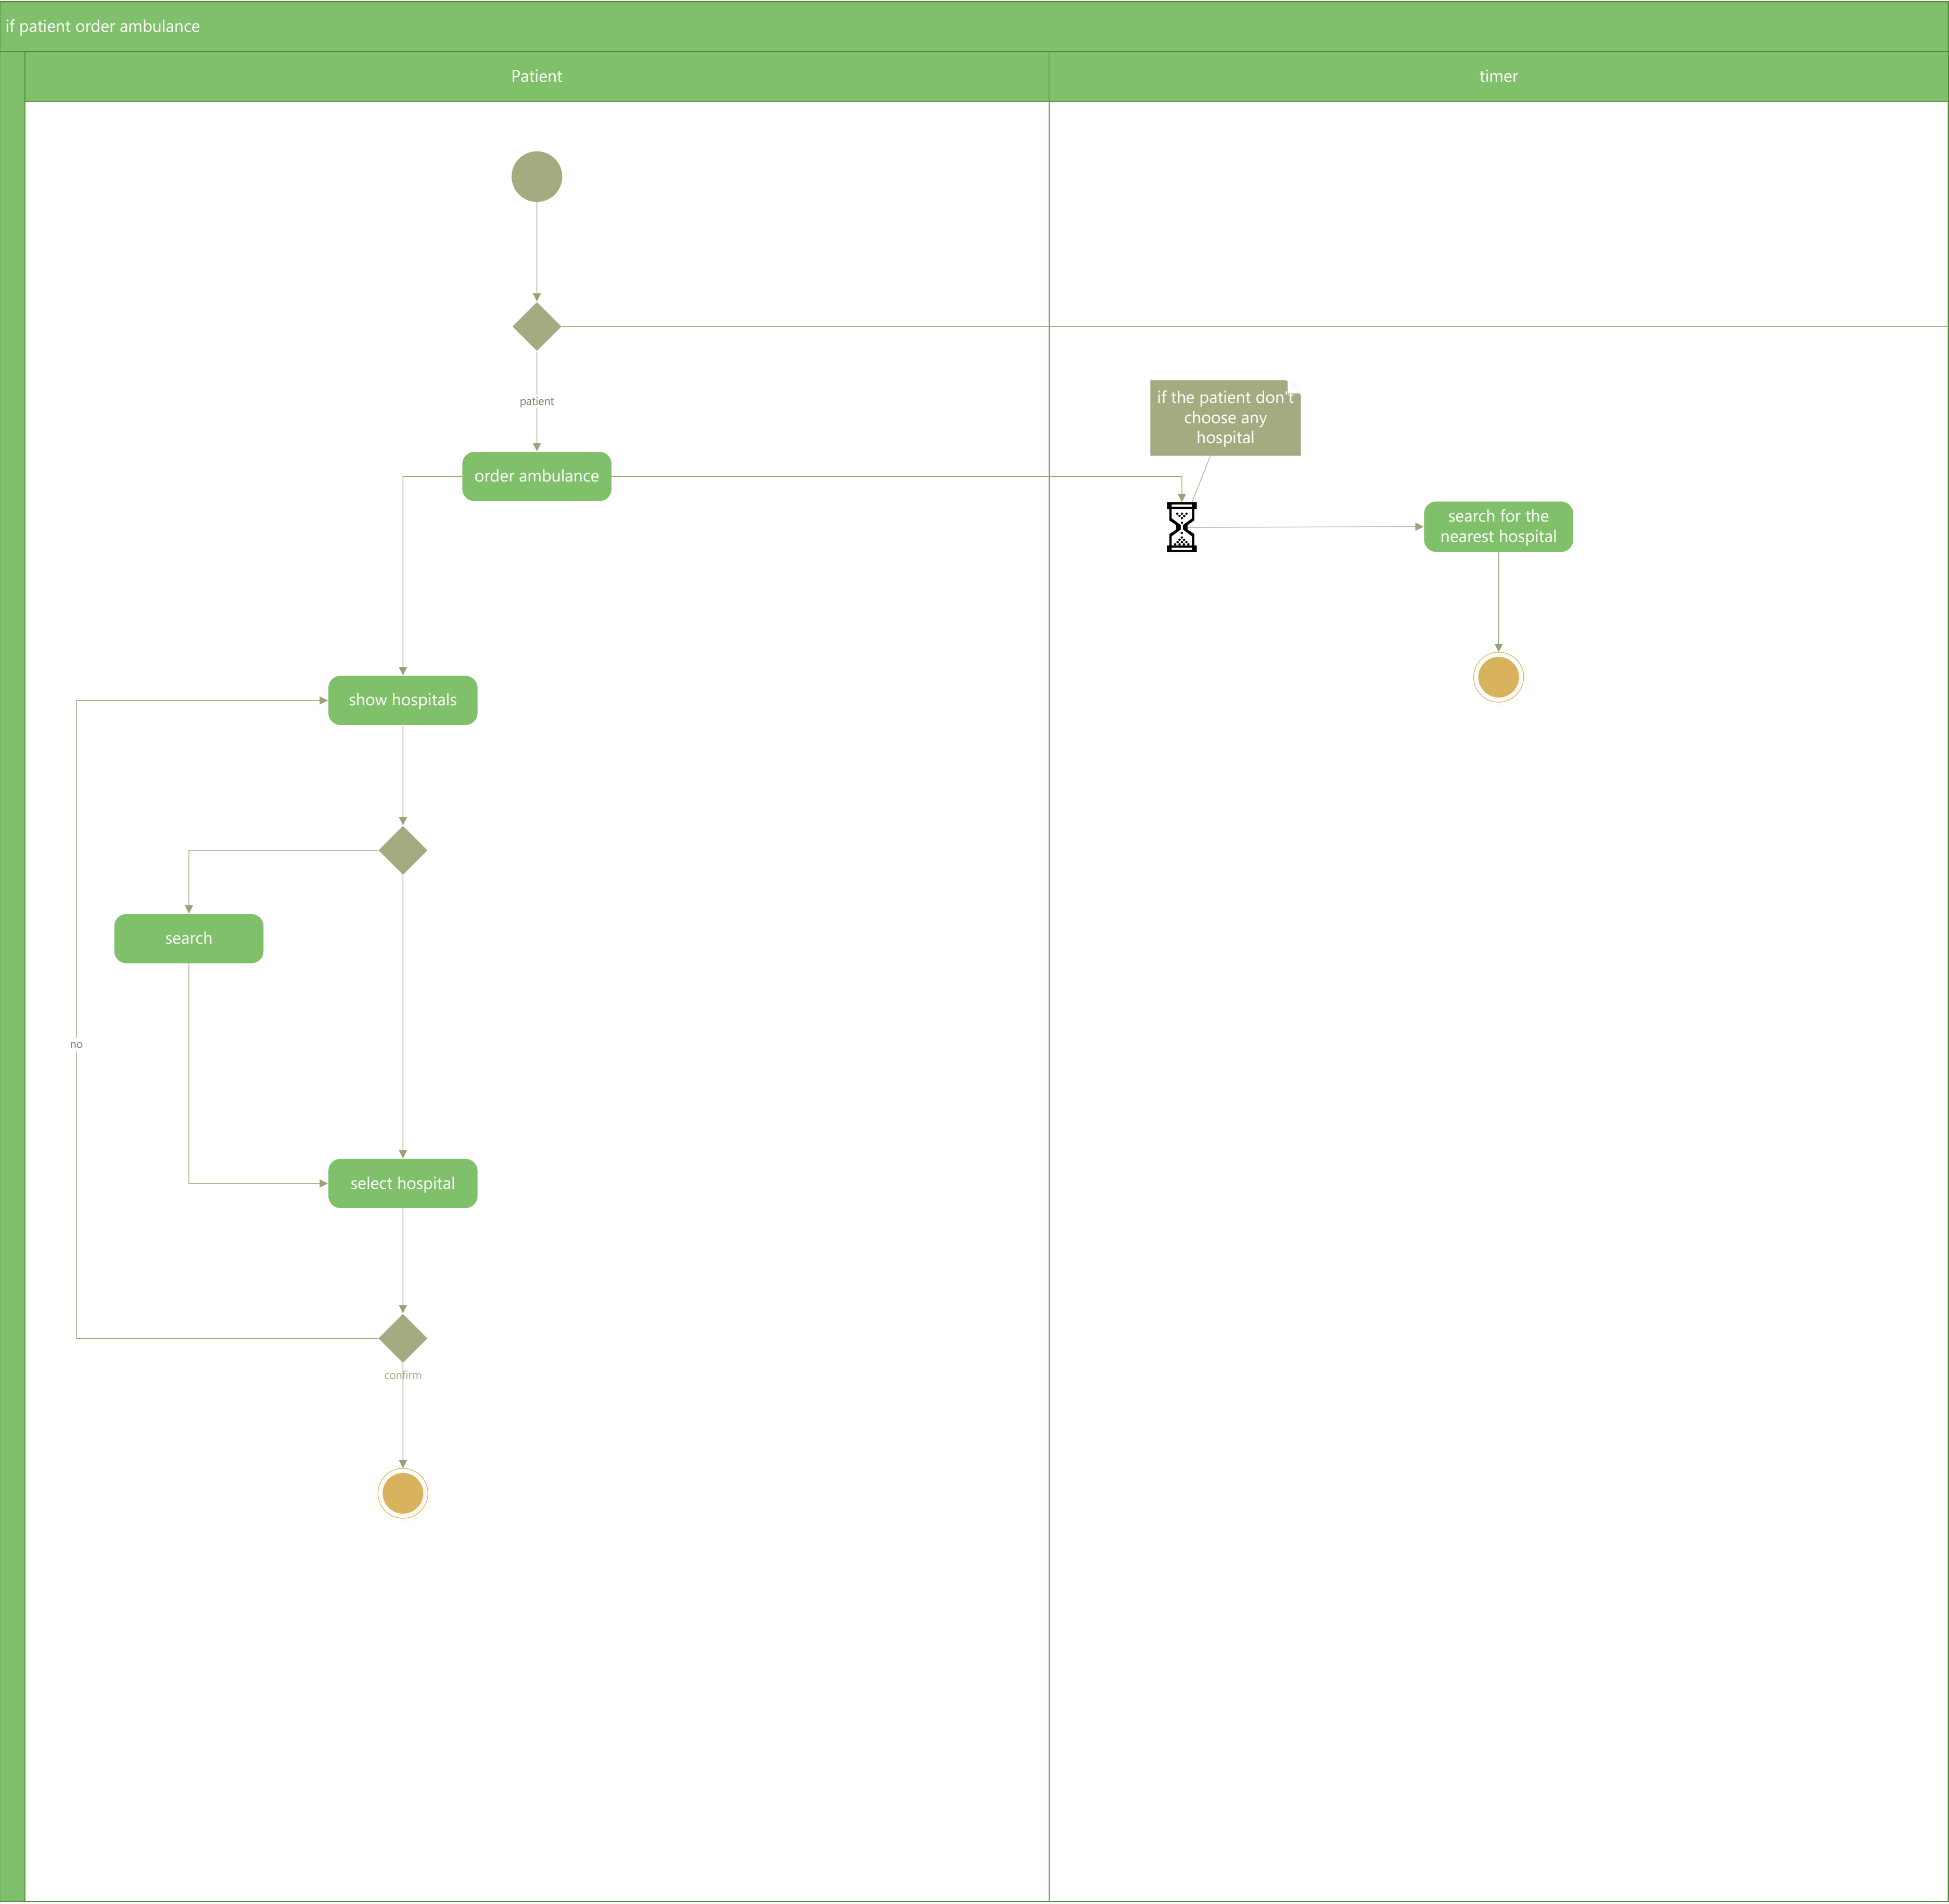 if patient order ambulance
Patient
timer
patient
if the patient don't
choose any
hospital
order ambulance
search for the
nearest hospital
show hospitals
search
no
select hospital
confirm